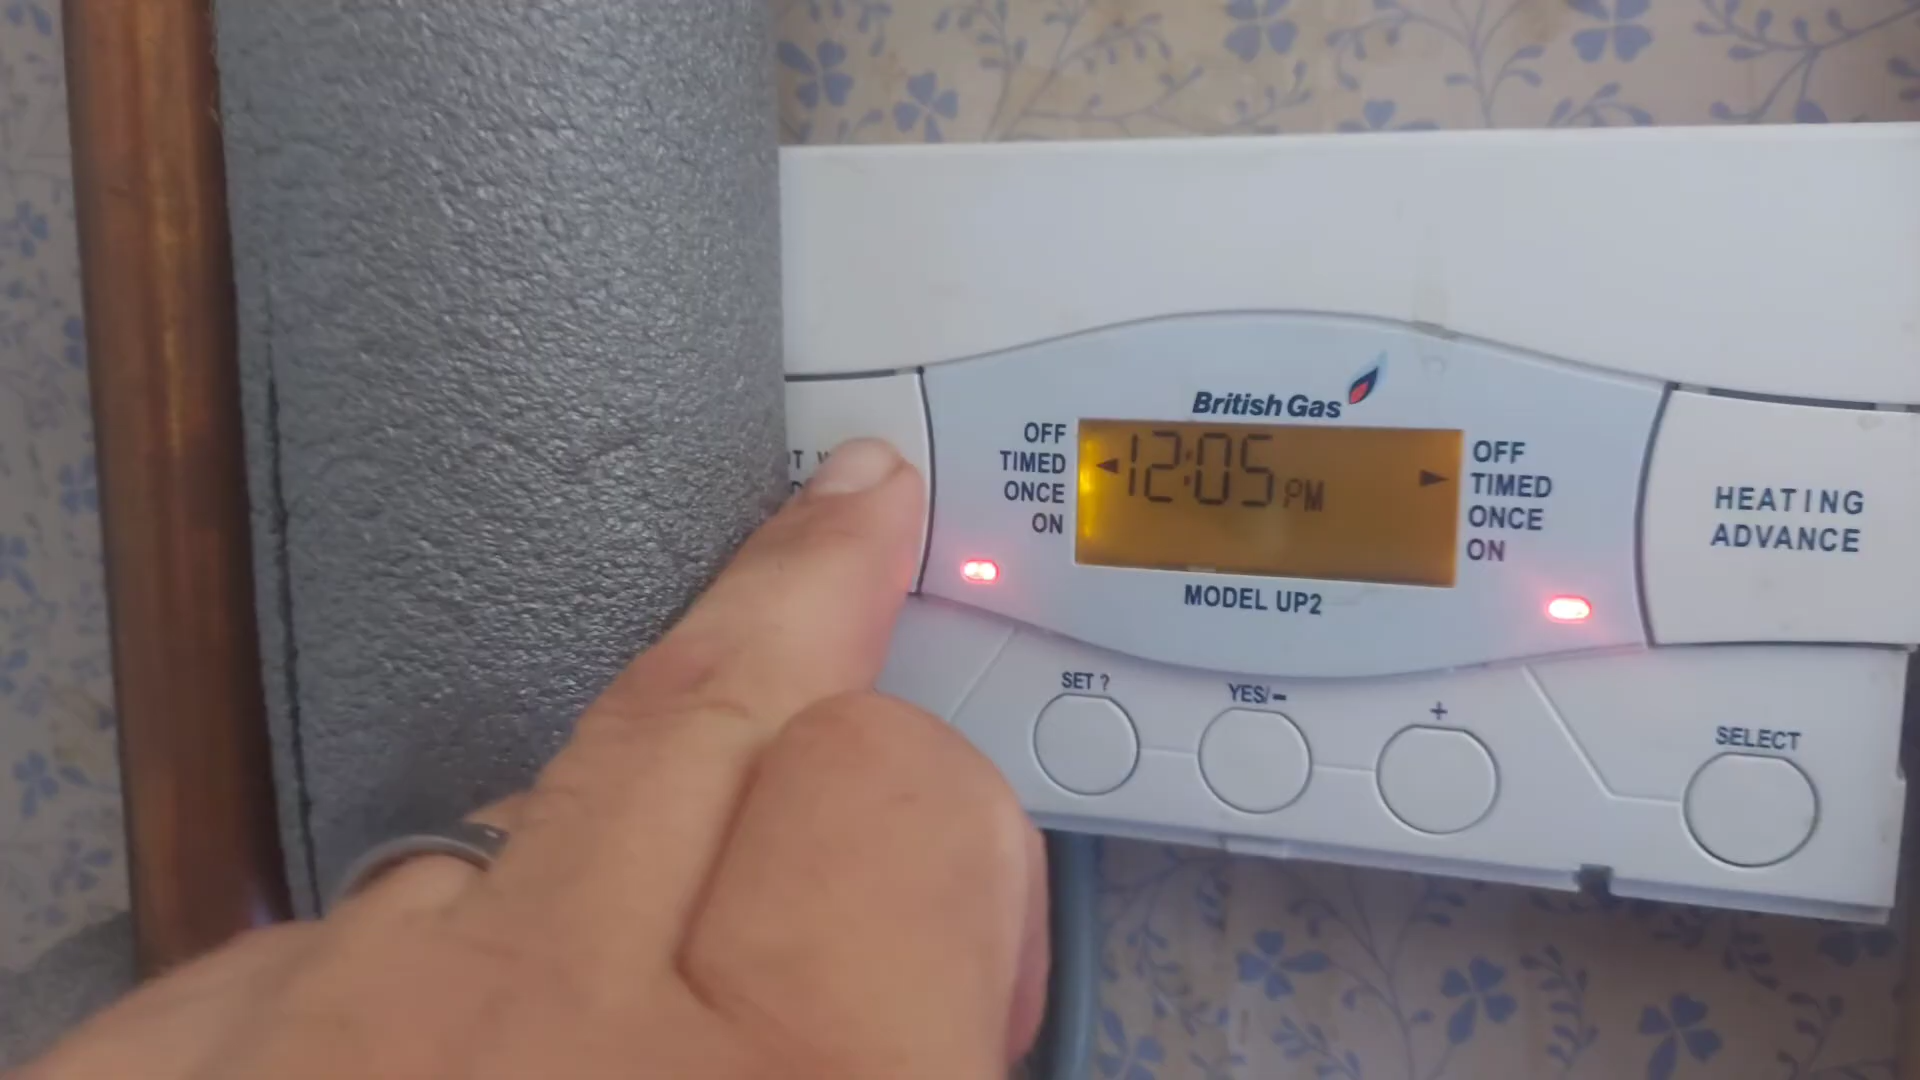 British Gas
OFF
TIMED
ONCE
ON
12:05 PM
OFF
TIMED
ONCE
ON
MODEL UP2
HEATING
ADVANCE
SET ?
YES/-
+
SELECT